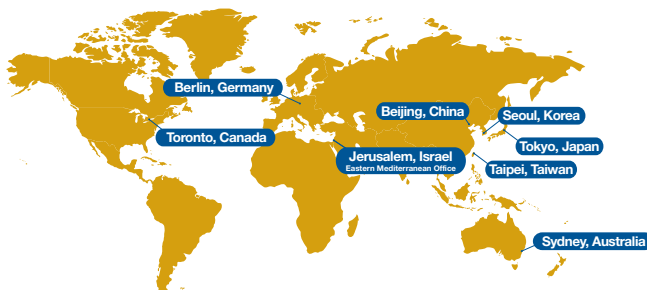 Berlin, Germany
Beijing, China
Seoul, Korea
Toronto, Canada
Tokyo, Japan
Jerusalem, Israel
Eastern Mediterranean Office
Taipei, Taiwan
Sydney, Australia